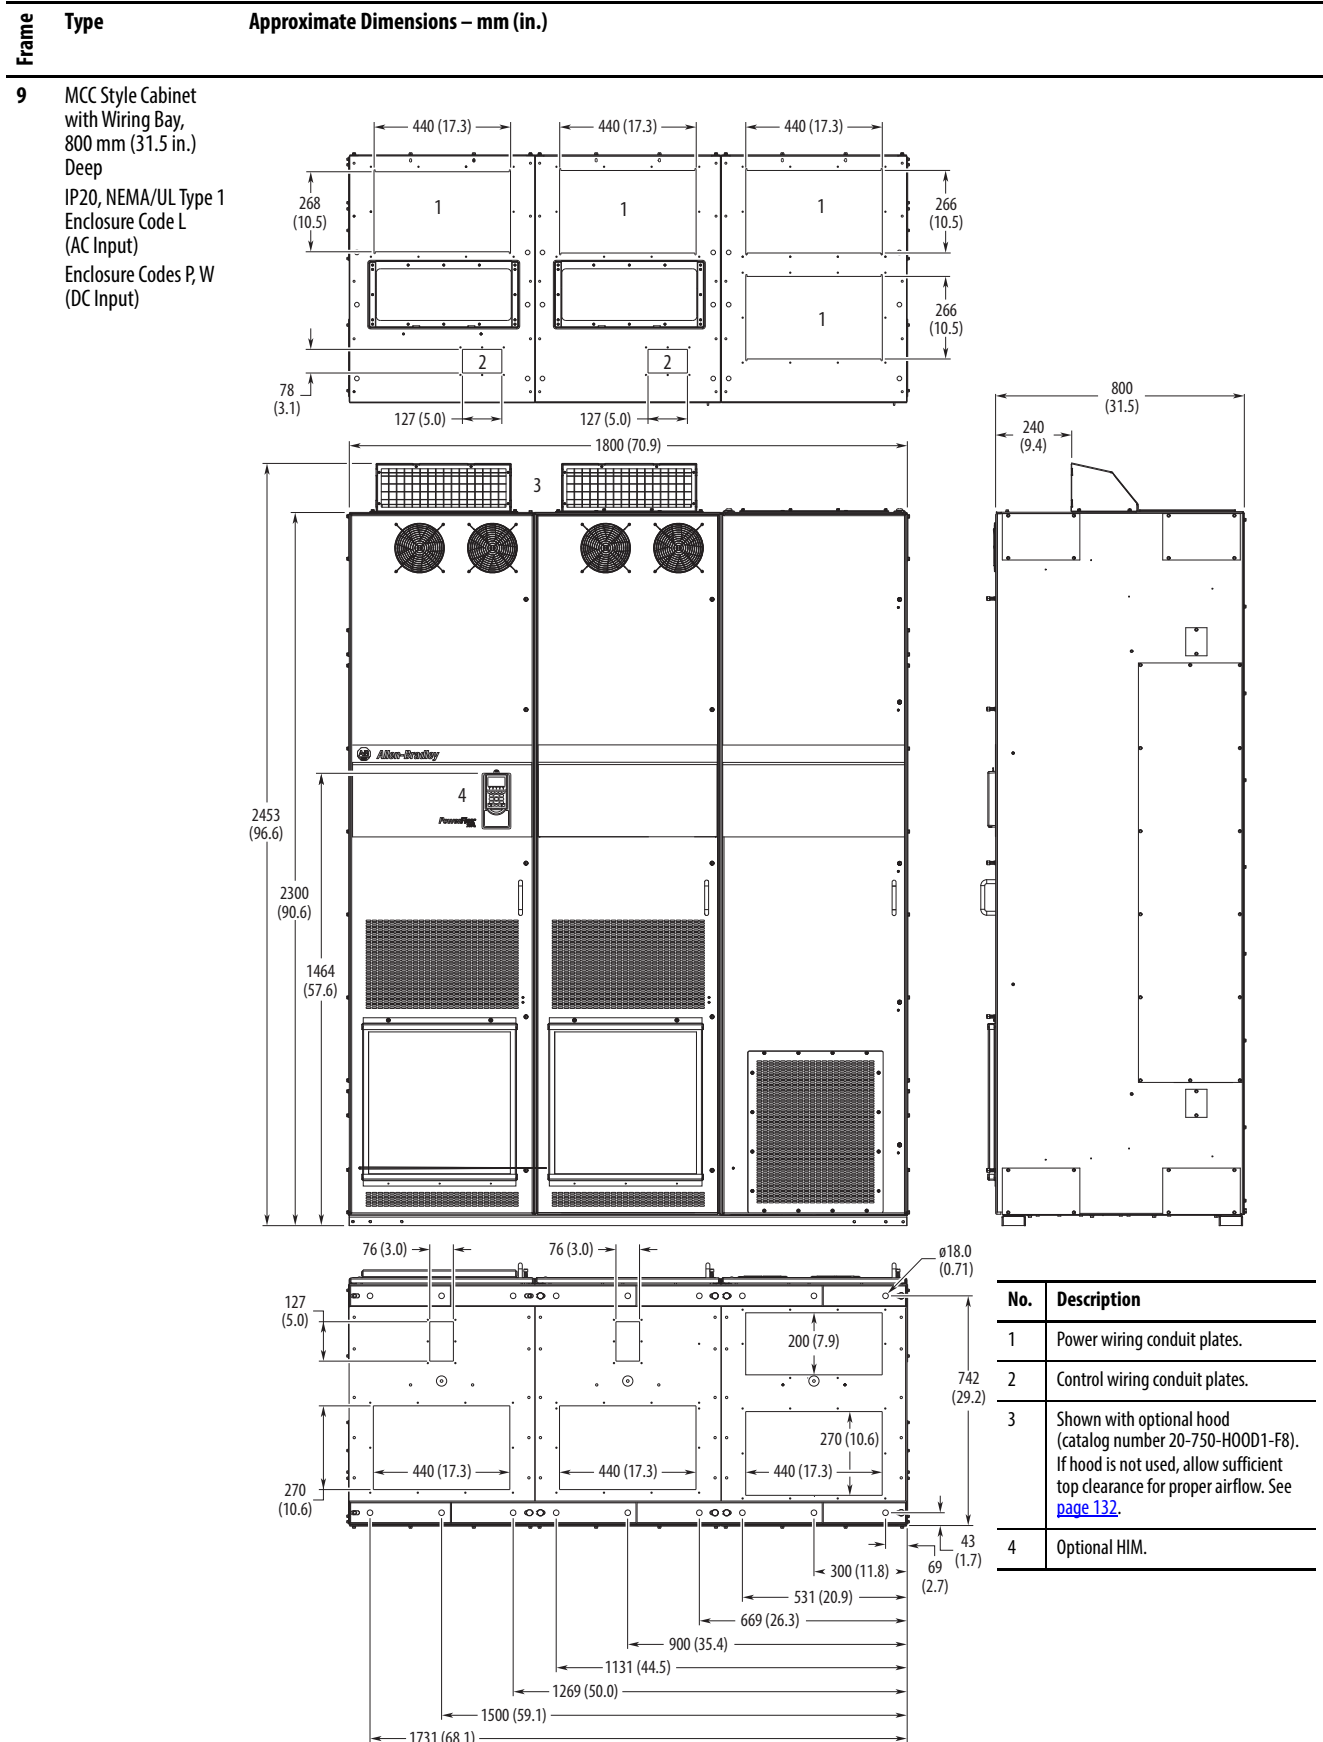 Frame Type Approximate Dimensions – mm (in.)
9 MCC Style Cabinet
with Wiring Bay,
800 mm (31.5 in.)
Deep
IP20, NEMA/UL Type 1
Enclosure Code L
(AC Input)
Enclosure Codes P, W
(DC Input)
440 (17.3) 440 (17.3) 440 (17.3)
268
(10.5)
1 1 1
266
(10.5)
1
266
(10.5)
2 2
78
(3.1)
127 (5.0) 127 (5.0)
1800 (70.9)
800
(31.5)
240
(9.4)
3
Allen-Bradley
4
PowerFlex
2453
(96.6)
2300
(90.6)
1464
(57.6)
76 (3.0) 76 (3.0)
ø18.0
(0.71)
127
(5.0)
200 (7.9)
742
(29.2)
270 (10.6)
440 (17.3) 440 (17.3) 440 (17.3)
270
(10.6)
43
(1.7)
69
(2.7)
300 (11.8)
531 (20.9)
669 (26.3)
900 (35.4)
1131 (44.5)
1269 (50.0)
1500 (59.1)
1731 (68.1)
No. Description
1 Power wiring conduit plates.
2 Control wiring conduit plates.
3 Shown with optional hood
(catalog number 20-750-HOOD1-F8).
If hood is not used, allow sufficient
top clearance for proper airflow. See
page 132.
4 Optional HIM.